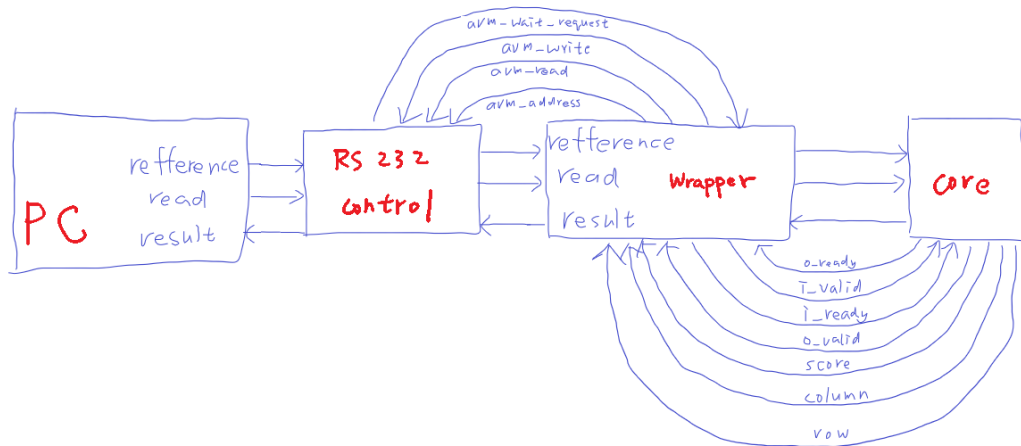 avm_wait_request
avm_write
avm_read
avm_address
PC
refference
read
result
RS 232
control
refference
read
result
Wrapper
core
o_ready
I_valid
i_ready
o_valid
score
column
row